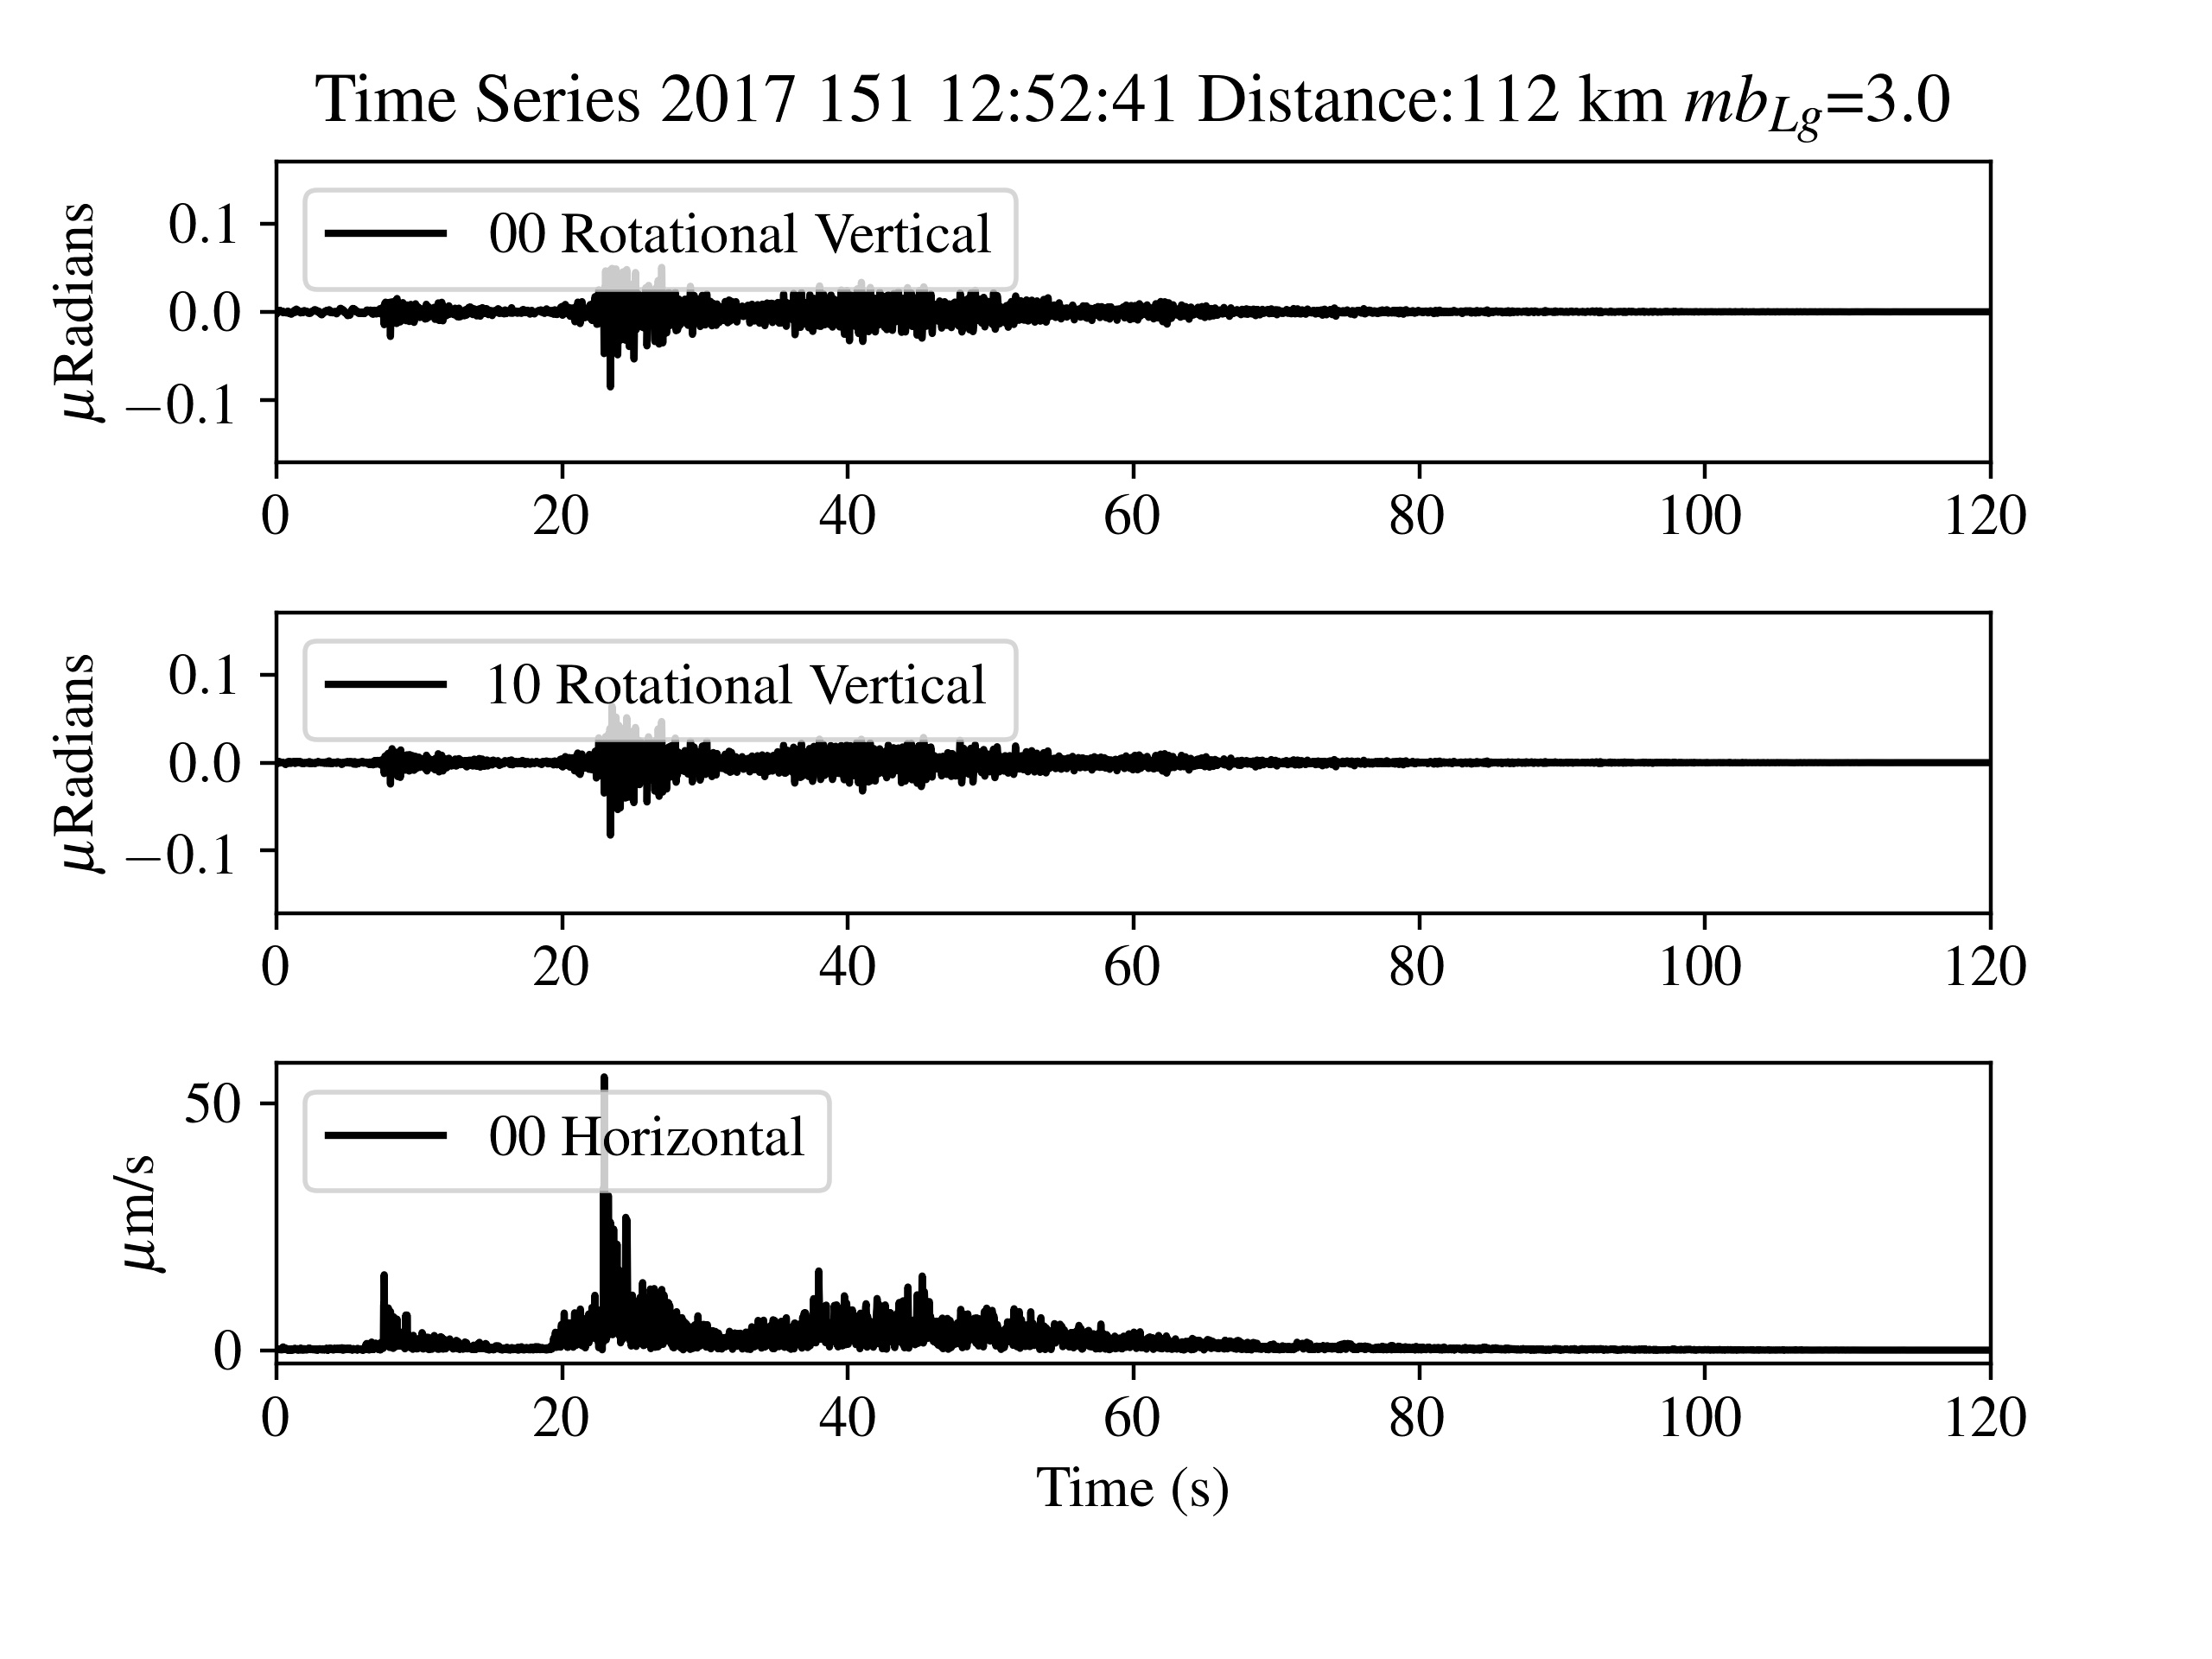 Time Series 2017 151 12:52:41 Distance:112 km mb_Lg=3.0
μRadians
0.1
0.0
−0.1
00 Rotational Vertical
0 20 40 60 80 100 120
μRadians
0.1
0.0
−0.1
10 Rotational Vertical
0 20 40 60 80 100 120
μm/s
50
0
00 Horizontal
0 20 40 60 80 100 120
Time (s)